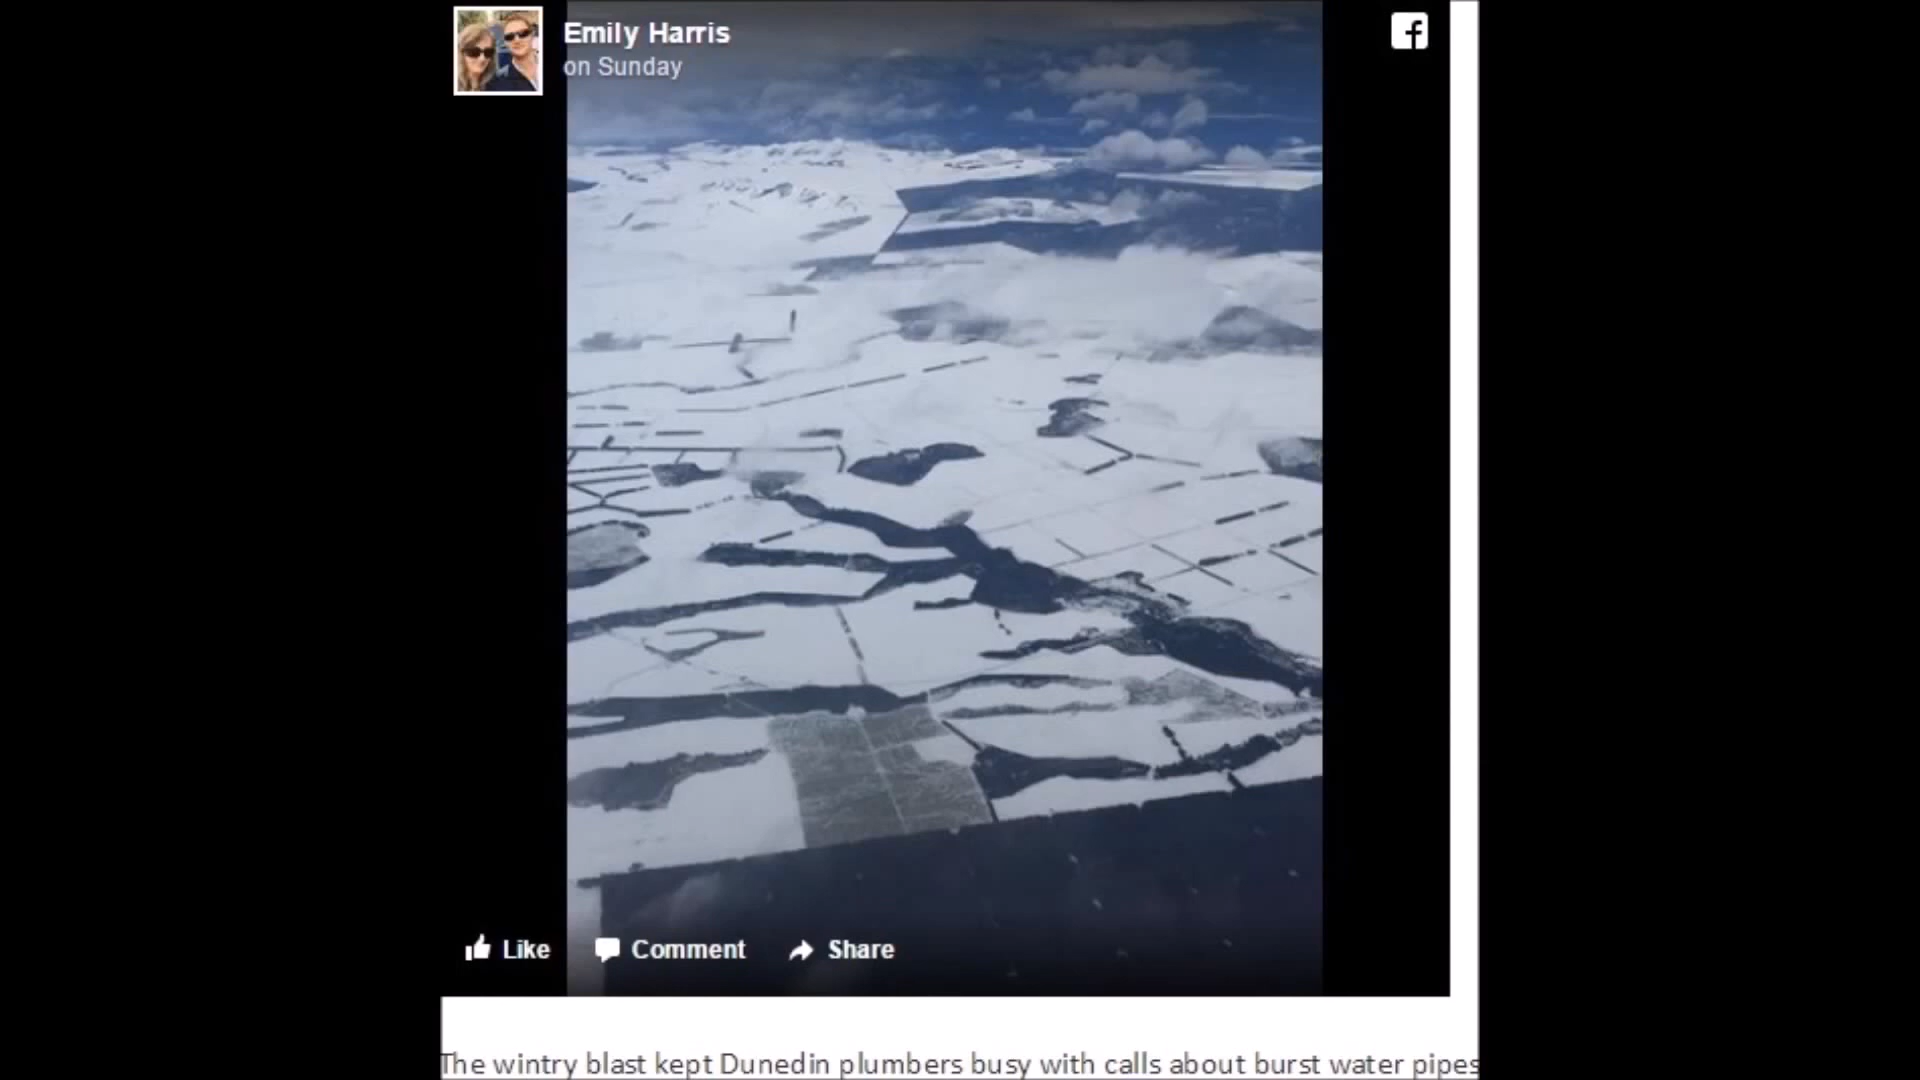 Emily Harris
on Sunday
Like Comment Share
The wintry blast kept Dunedin plumbers busy with calls about burst water pipes